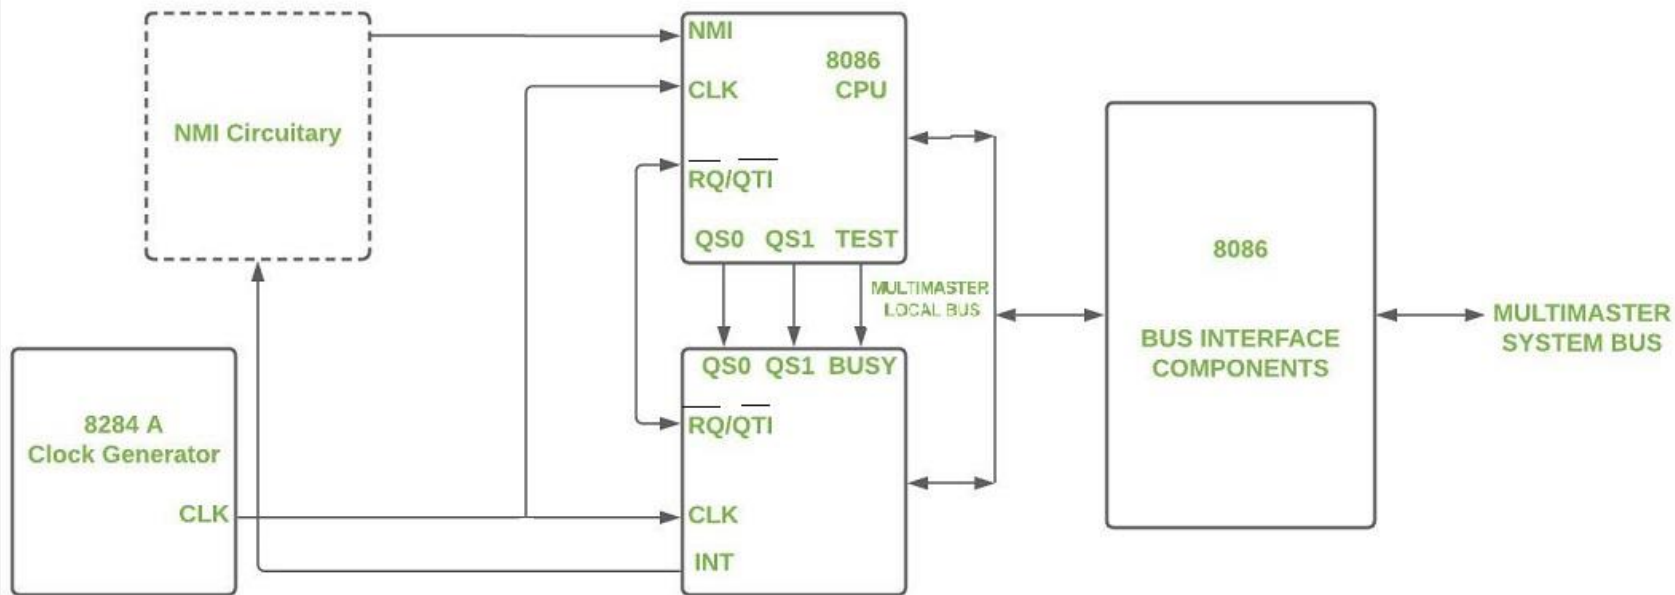 NMI Circuitary
NMI
8086
CPU
CLK
RQ/QTI
QS0 QS1 TEST
MULTIMASTER
LOCAL BUS
QS0 QS1 BUSY
RQ/QTI
CLK
INT
8284 A
Clock Generator
CLK
8086
BUS INTERFACE
COMPONENTS
MULTIMASTER
SYSTEM BUS